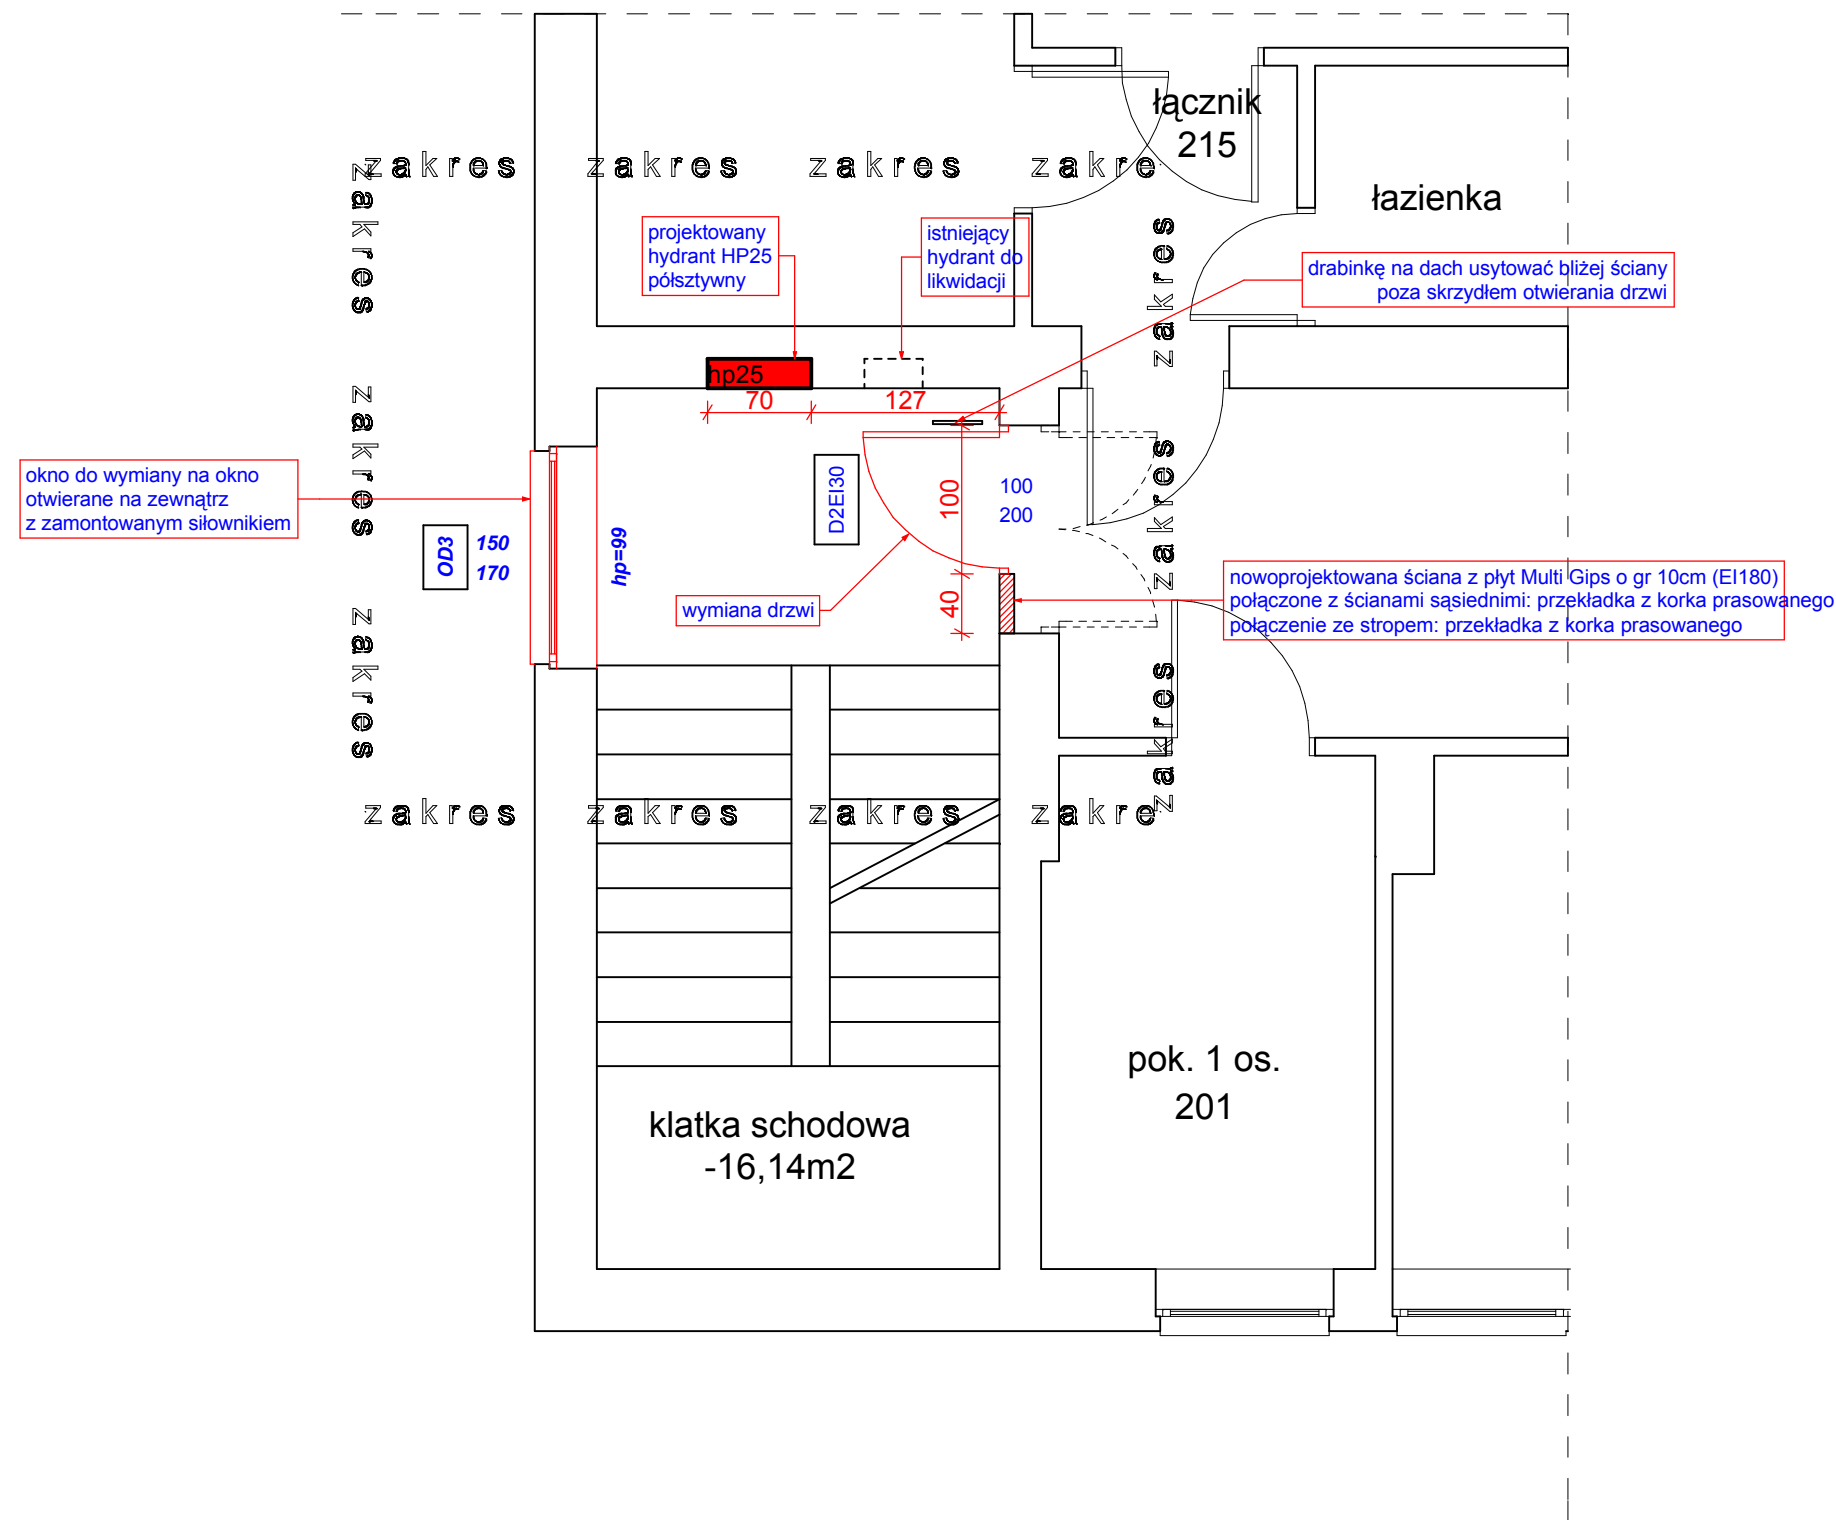 łącznik
215
łazienka
zakres zakres zakres zakre
zakres zakres zakres
zakres zakres zakres
projektowany
hydrant HP25
półsztywny
istniejący
hydrant do
likwidacji
drabinkę na dach usytować bliżej ściany
poza skrzydłem otwierania drzwi
hp25
70
127
okno do wymiany na okno
otwierane na zewnątrz
z zamontowanym siłownikiem
OD3
150
170
hp=99
D2EI30
100
100
200
40
wymiana drzwi
nowoprojektowana ściana z płyt Multi Gips o gr 10cm (EI180)
połączone z ścianami sąsiednimi: przekładka z korka prasowanego
połączenie ze stropem: przekładka z korka prasowanego
zakres zakres zakres zakre
pok. 1 os.
201
klatka schodowa
-16,14m2